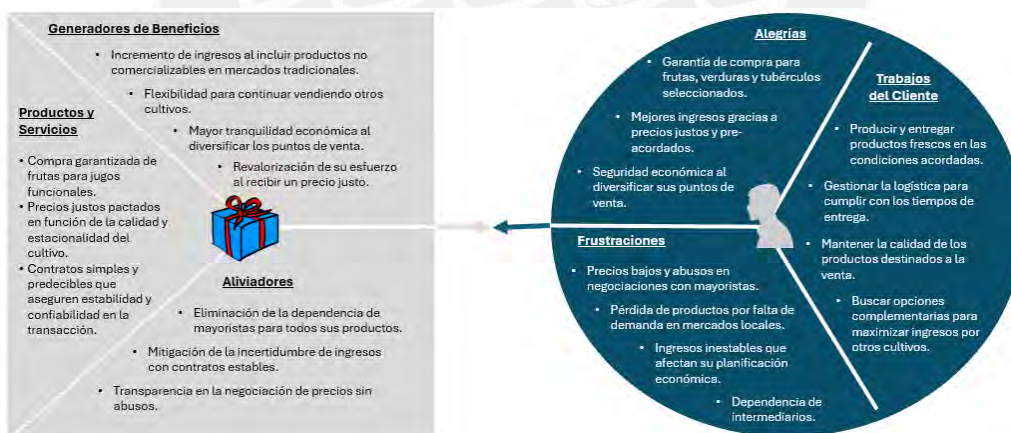 Generadores de Beneficios
• Incremento de ingresos al incluir productos no
comercializables en mercados tradicionales.
• Flexibilidad para continuar vendiendo otros
cultivos.
• Mayor tranquilidad económica al
diversificar los puntos de venta.
• Revalorización de su esfuerzo
al recibir un precio justo.
Productos y
Servicios
• Compra garantizada de
frutas para jugos
funcionales.
• Precios justos pactados
en función de la calidad y
estacionalidad del
cultivo.
• Contratos simples y
predecibles que
aseguren estabilidad y
confiabilidad en la
transacción.
Aliviadores
• Eliminación de la dependencia de
mayoristas para todos sus productos.
• Mitigación de la incertidumbre de ingresos
con contratos estables.
• Transparencia en la negociación de precios sin
abusos.
Alegrías
• Garantía de compra para
frutas, verduras y tubérculos
seleccionados.
• Mejores ingresos gracias a
precios justos y pre-
acordados.
• Seguridad económica al
diversificar sus puntos de
venta.
Trabajos
del Cliente
• Producir y entregar
productos frescos en las
condiciones acordadas.
• Gestionar la logística para
cumplir con los tiempos de
entrega.
• Mantener la calidad de los
productos destinados a la
venta.
• Buscar opciones
complementarias para
maximizar ingresos por
otros cultivos.
Frustraciones
• Precios bajos y abusos en
negociaciones con mayoristas.
• Pérdida de productos por falta de
demanda en mercados locales.
• Ingresos inestables que
afectan su planificación
económica.
• Dependencia de
intermediarios.